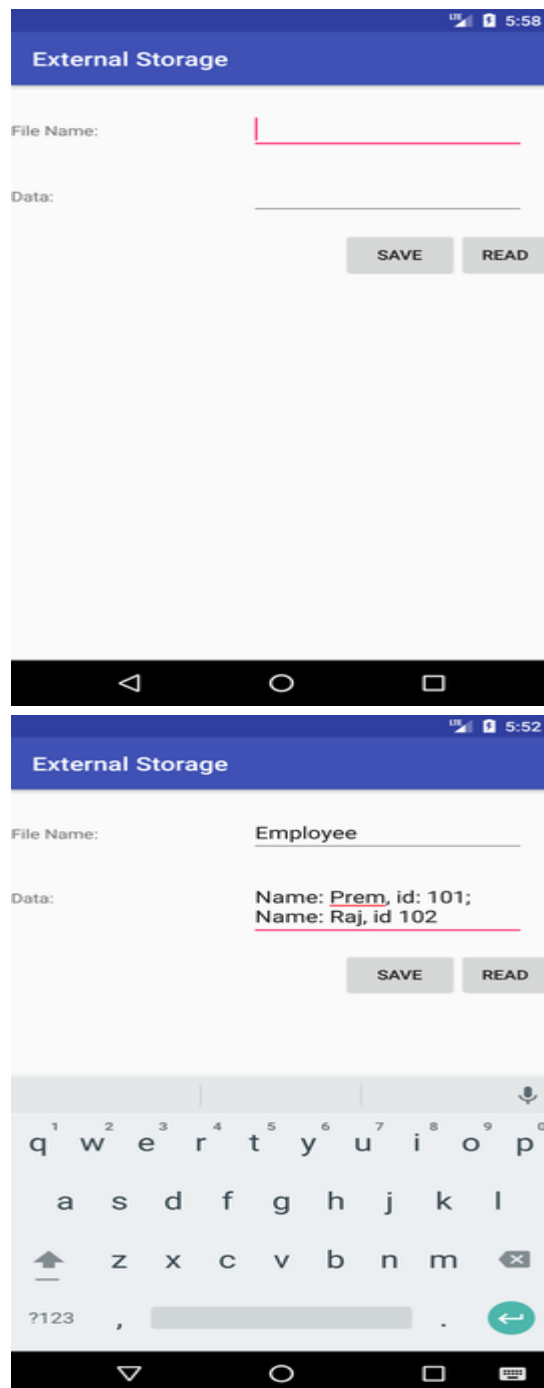 LTE 5:58
External Storage
File Name:
Data:
SAVE READ
LTE 5:52
External Storage
File Name: Employee
Data: Name: Prem, id: 101;
Name: Raj, id 102
SAVE READ
1 2 3 4 5 6 7 8 9 0
q w e r t y u i o p
a s d f g h j k l
z x c v b n m
?123 , .